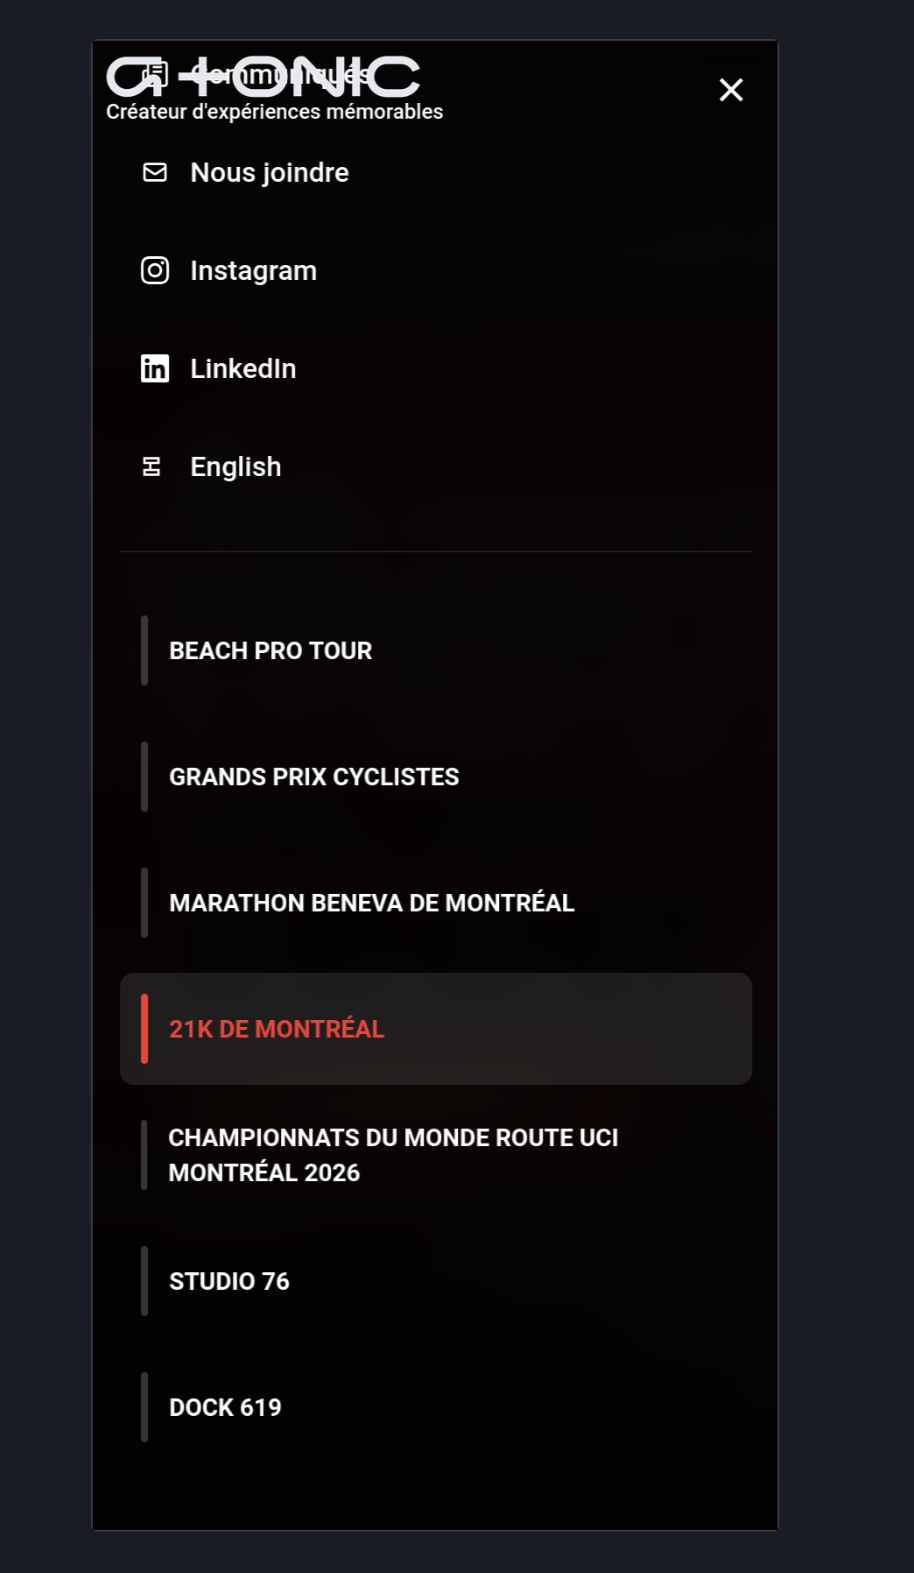 Communiqués
Créateur d'expériences mémorables
Nous joindre
Instagram
LinkedIn
English
BEACH PRO TOUR
GRANDS PRIX CYCLISTES
MARATHON BENEVA DE MONTRÉAL
21K DE MONTRÉAL
CHAMPIONNATS DU MONDE ROUTE UCI
MONTRÉAL 2026
STUDIO 76
DOCK 619